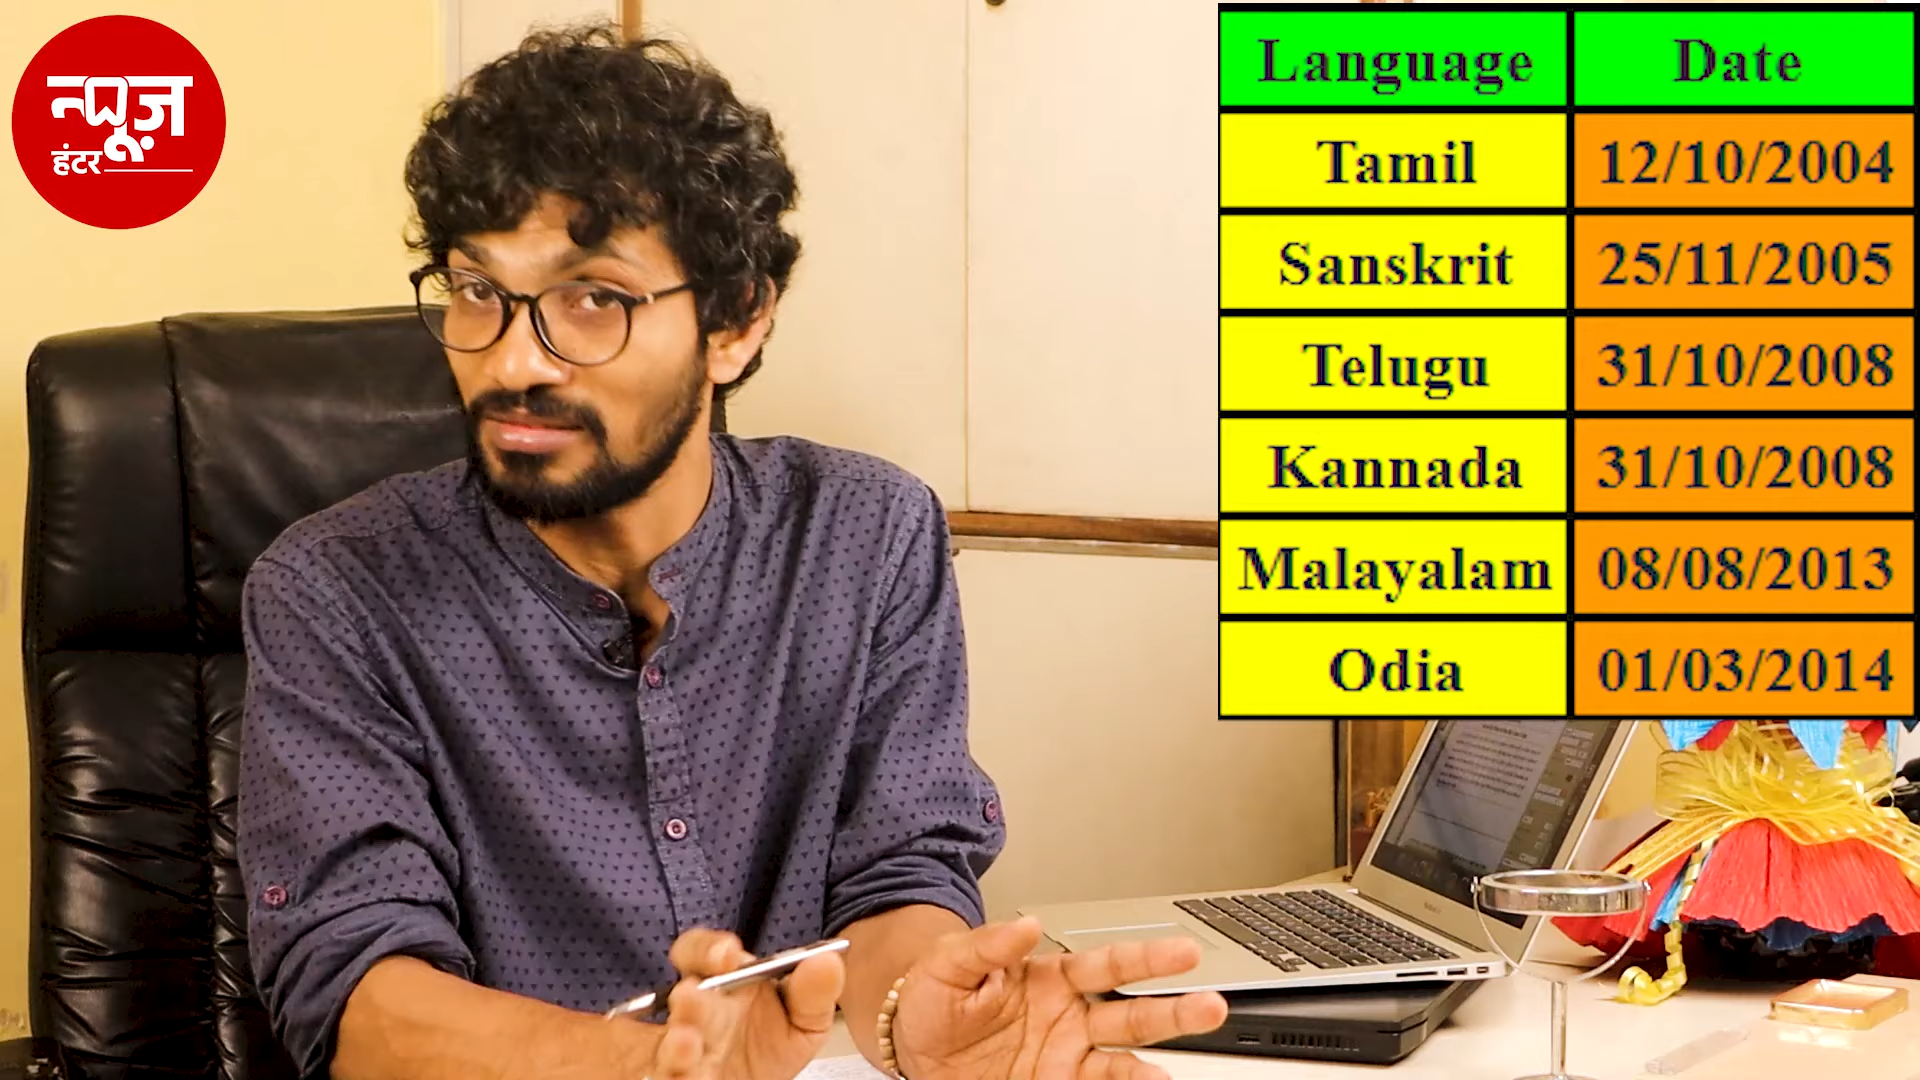 न्यूज़
हंटर
Language Date
Tamil 12/10/2004
Sanskrit 25/11/2005
Telugu 31/10/2008
Kannada 31/10/2008
Malayalam 08/08/2013
Odia 01/03/2014